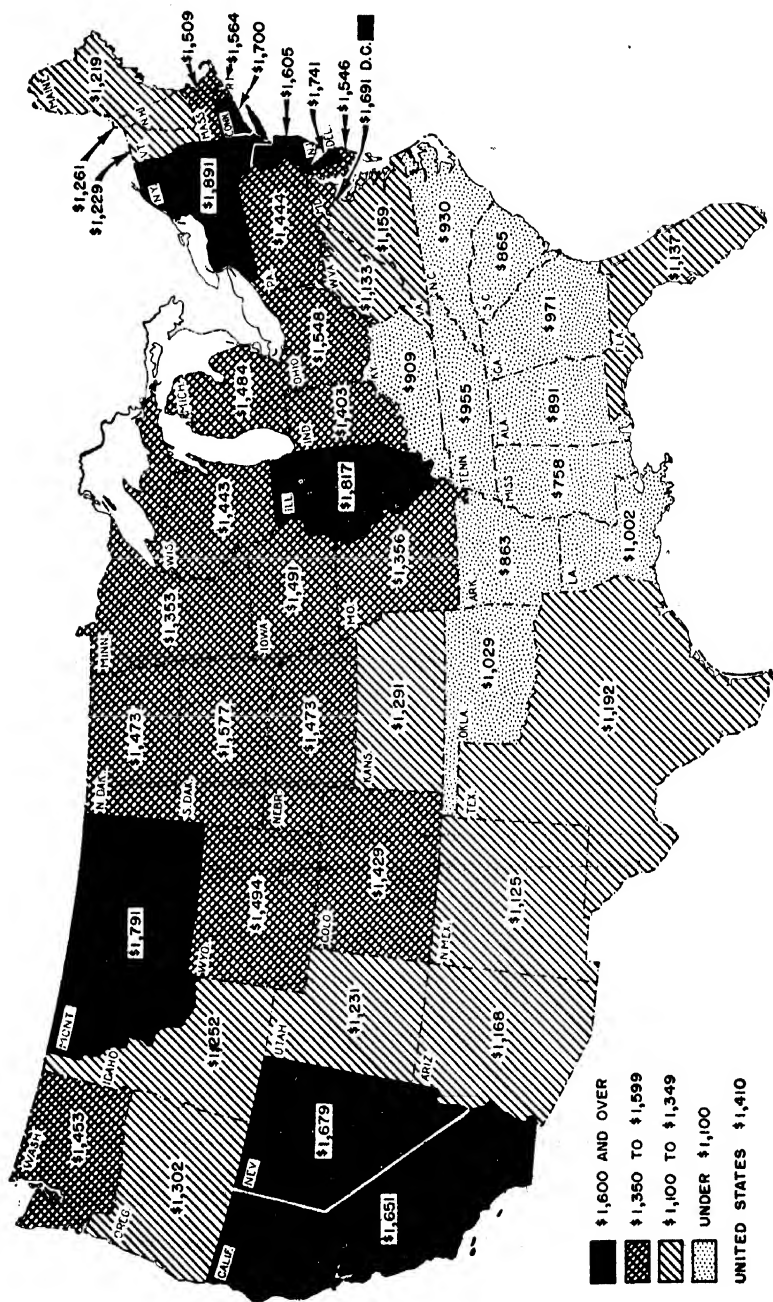 WASH
$1,453
OREG
$1,302
CALIF.
$1,651
NEV
$1,679
IDAHO
$1,252
MONT
$1,791
WYO.
$1,494
UTAH
$1,231
COLO.
$1,429
ARIZ
$1,168
N MEX
$1,125
N.DAK.
$1,473
S.DAK.
$1,577
NEBR
$1,473
KANS
$1,291
OKLA
$1,029
TEX
$1,192
MINN
$1,353
IOWA
$1,491
MO.
$1,356
ARK
$863
LA
$1,002
WIS
$1,443
ILL
$1,817
MICH
$1,484
IND
$1,403
OHIO
$1,548
KY
$909
TENN
$955
MISS
$758
ALA
$891
GA
$971
FLA
$1,137
S.C.
$865
N.C.
$930
$1,159
W.VA
$1,133
PA
$1,444
NY
$1,891
$1,261
$1,229
VT
NH
MAINE
$1,219
MASS
$1,509
$1,564
CONN
$1,700
$1,605
NJ
$1,741
DEL.
$1,546
$1,691 D.C.
$1,600 AND OVER
$1,350 TO $1,599
$1,100 TO $1,349
UNDER $1,100
UNITED STATES $1,410